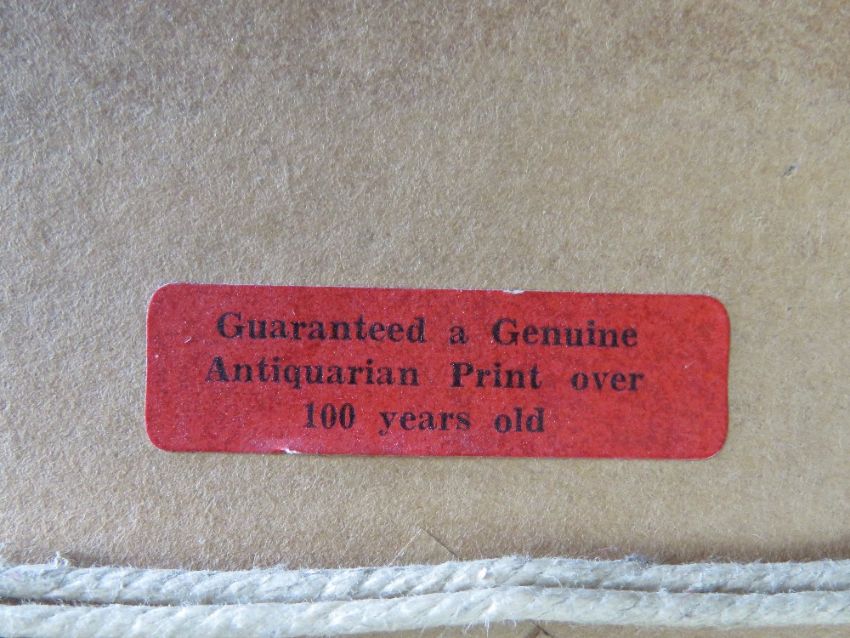 Guaranteed a Genuine
Antiquarian Print over
100 years old